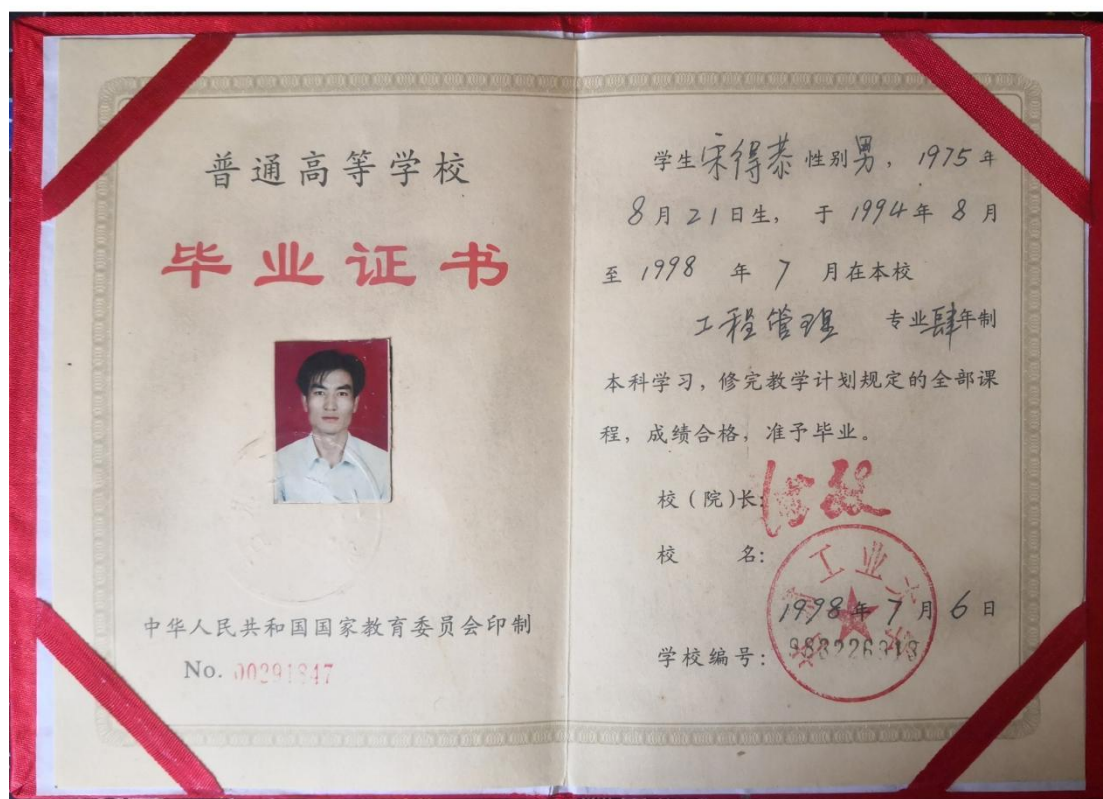 普通高等学校
毕业证书
中华人民共和国国家教育委员会印制
No. 00291847
学生宋得恭 性别男，1975年
8月21日生，于1994年8月
至1998年7月在本校
工程管理 专业肆年制
本科学习，修完教学计划规定的全部课
程，成绩合格，准予毕业。
校（院）长：
校 名：
工业大
1998年7月6日
学校编号：